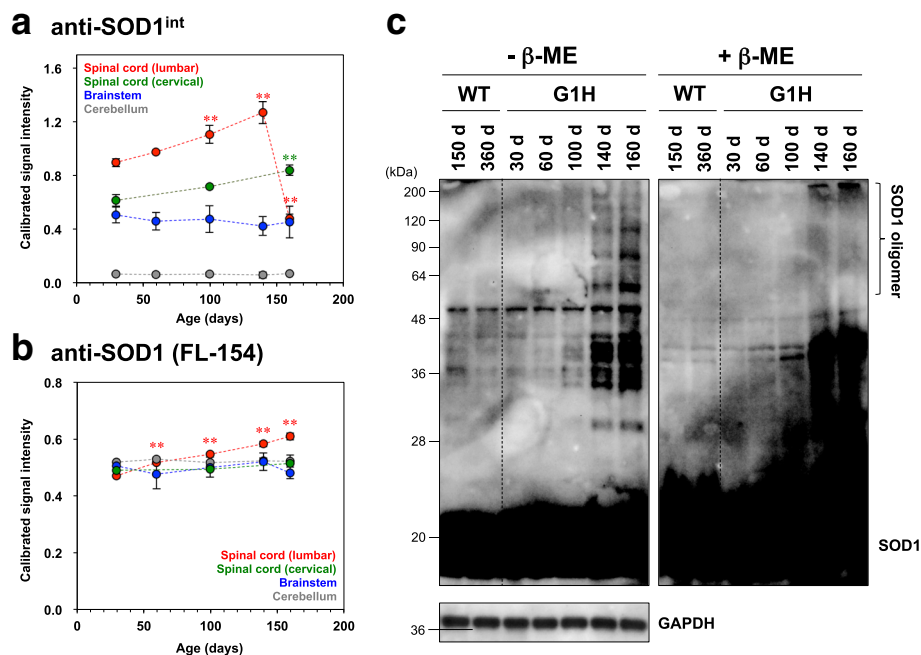 a anti-SOD1int
Calibrated signal intensity
1.6
1.2
0.8
0.4
0.0
Spinal cord (lumbar)
Spinal cord (cervical)
Brainstem
Cerebellum
**
**
**
**
0 50 100 150 200
Age (days)
b anti-SOD1 (FL-154)
Calibrated signal intensity
0.8
0.6
0.4
0.2
0.0
**
**
**
**
Spinal cord (lumbar)
Spinal cord (cervical)
Brainstem
Cerebellum
0 50 100 150 200
Age (days)
c
- β-ME + β-ME
WT G1H WT G1H
150 d 360 d 30 d 60 d 100 d 140 d 160 d 150 d 360 d 30 d 60 d 100 d 140 d 160 d
(kDa)
200
120
90
64
48
36
28
20
SOD1 oligomer
SOD1
36
GAPDH